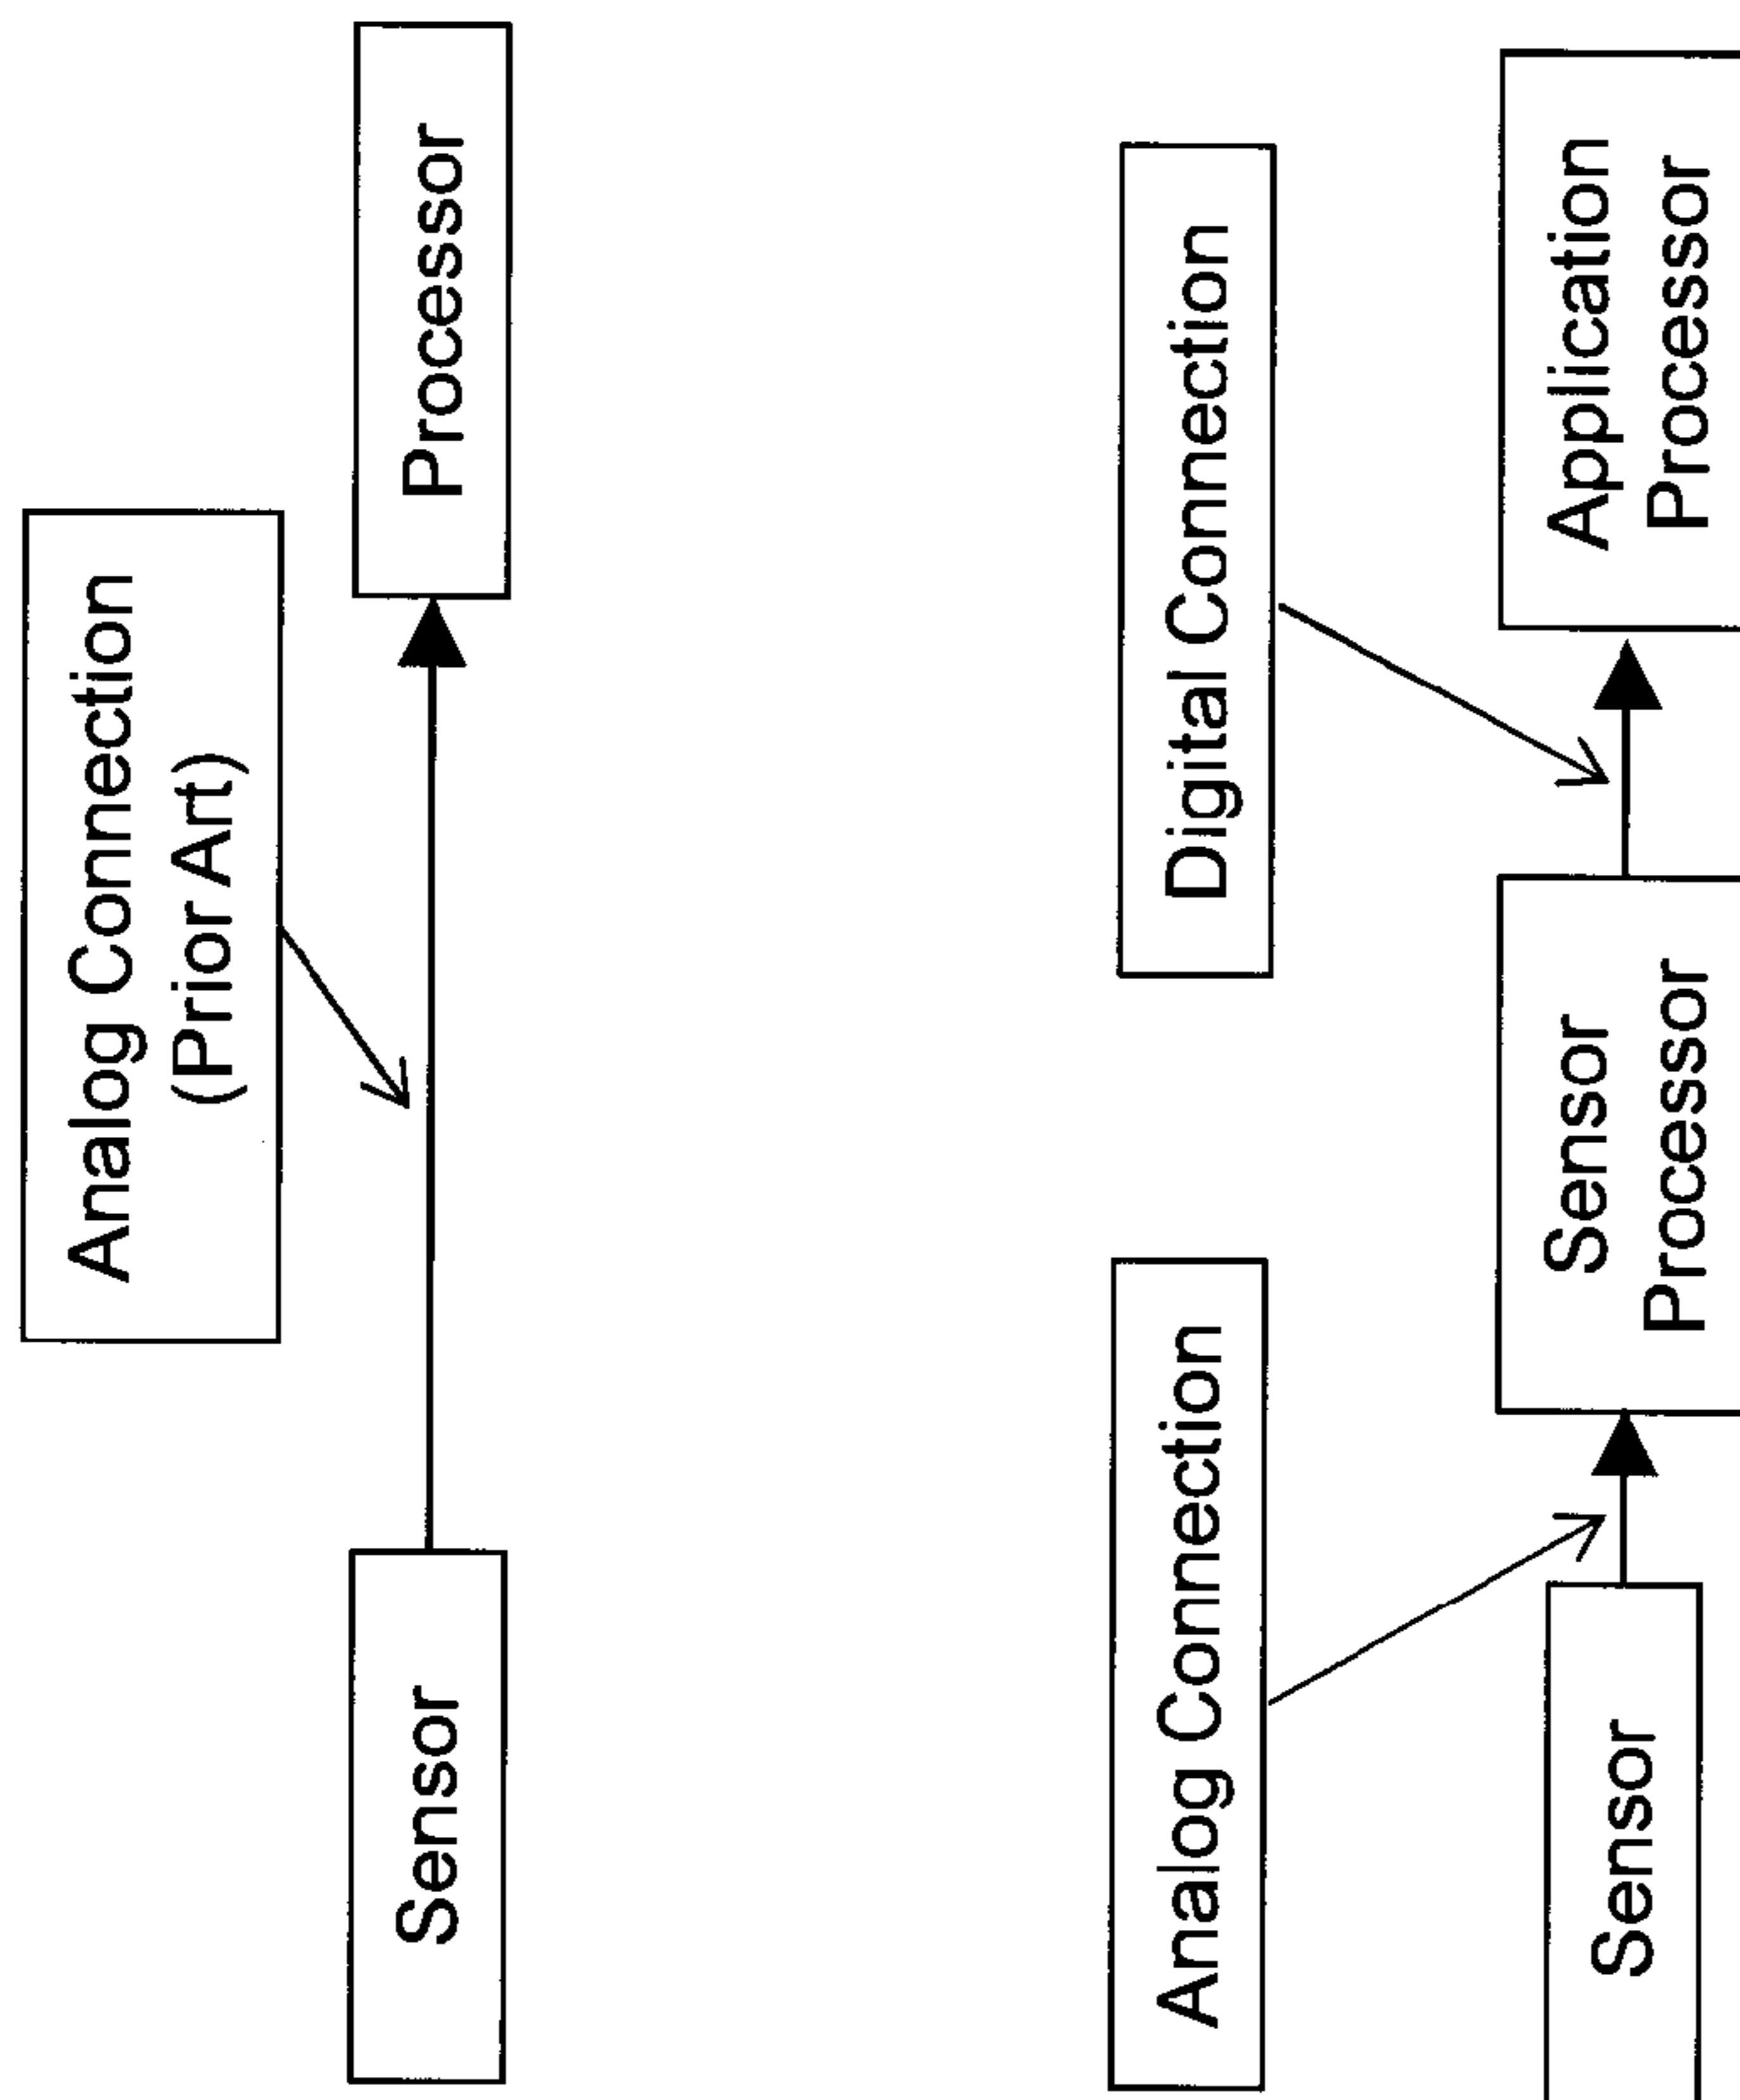 Analog Connection
(Prior Art)
Sensor
Processor
Analog Connection
Digital Connection
Sensor
Sensor
Processor
Application
Processor